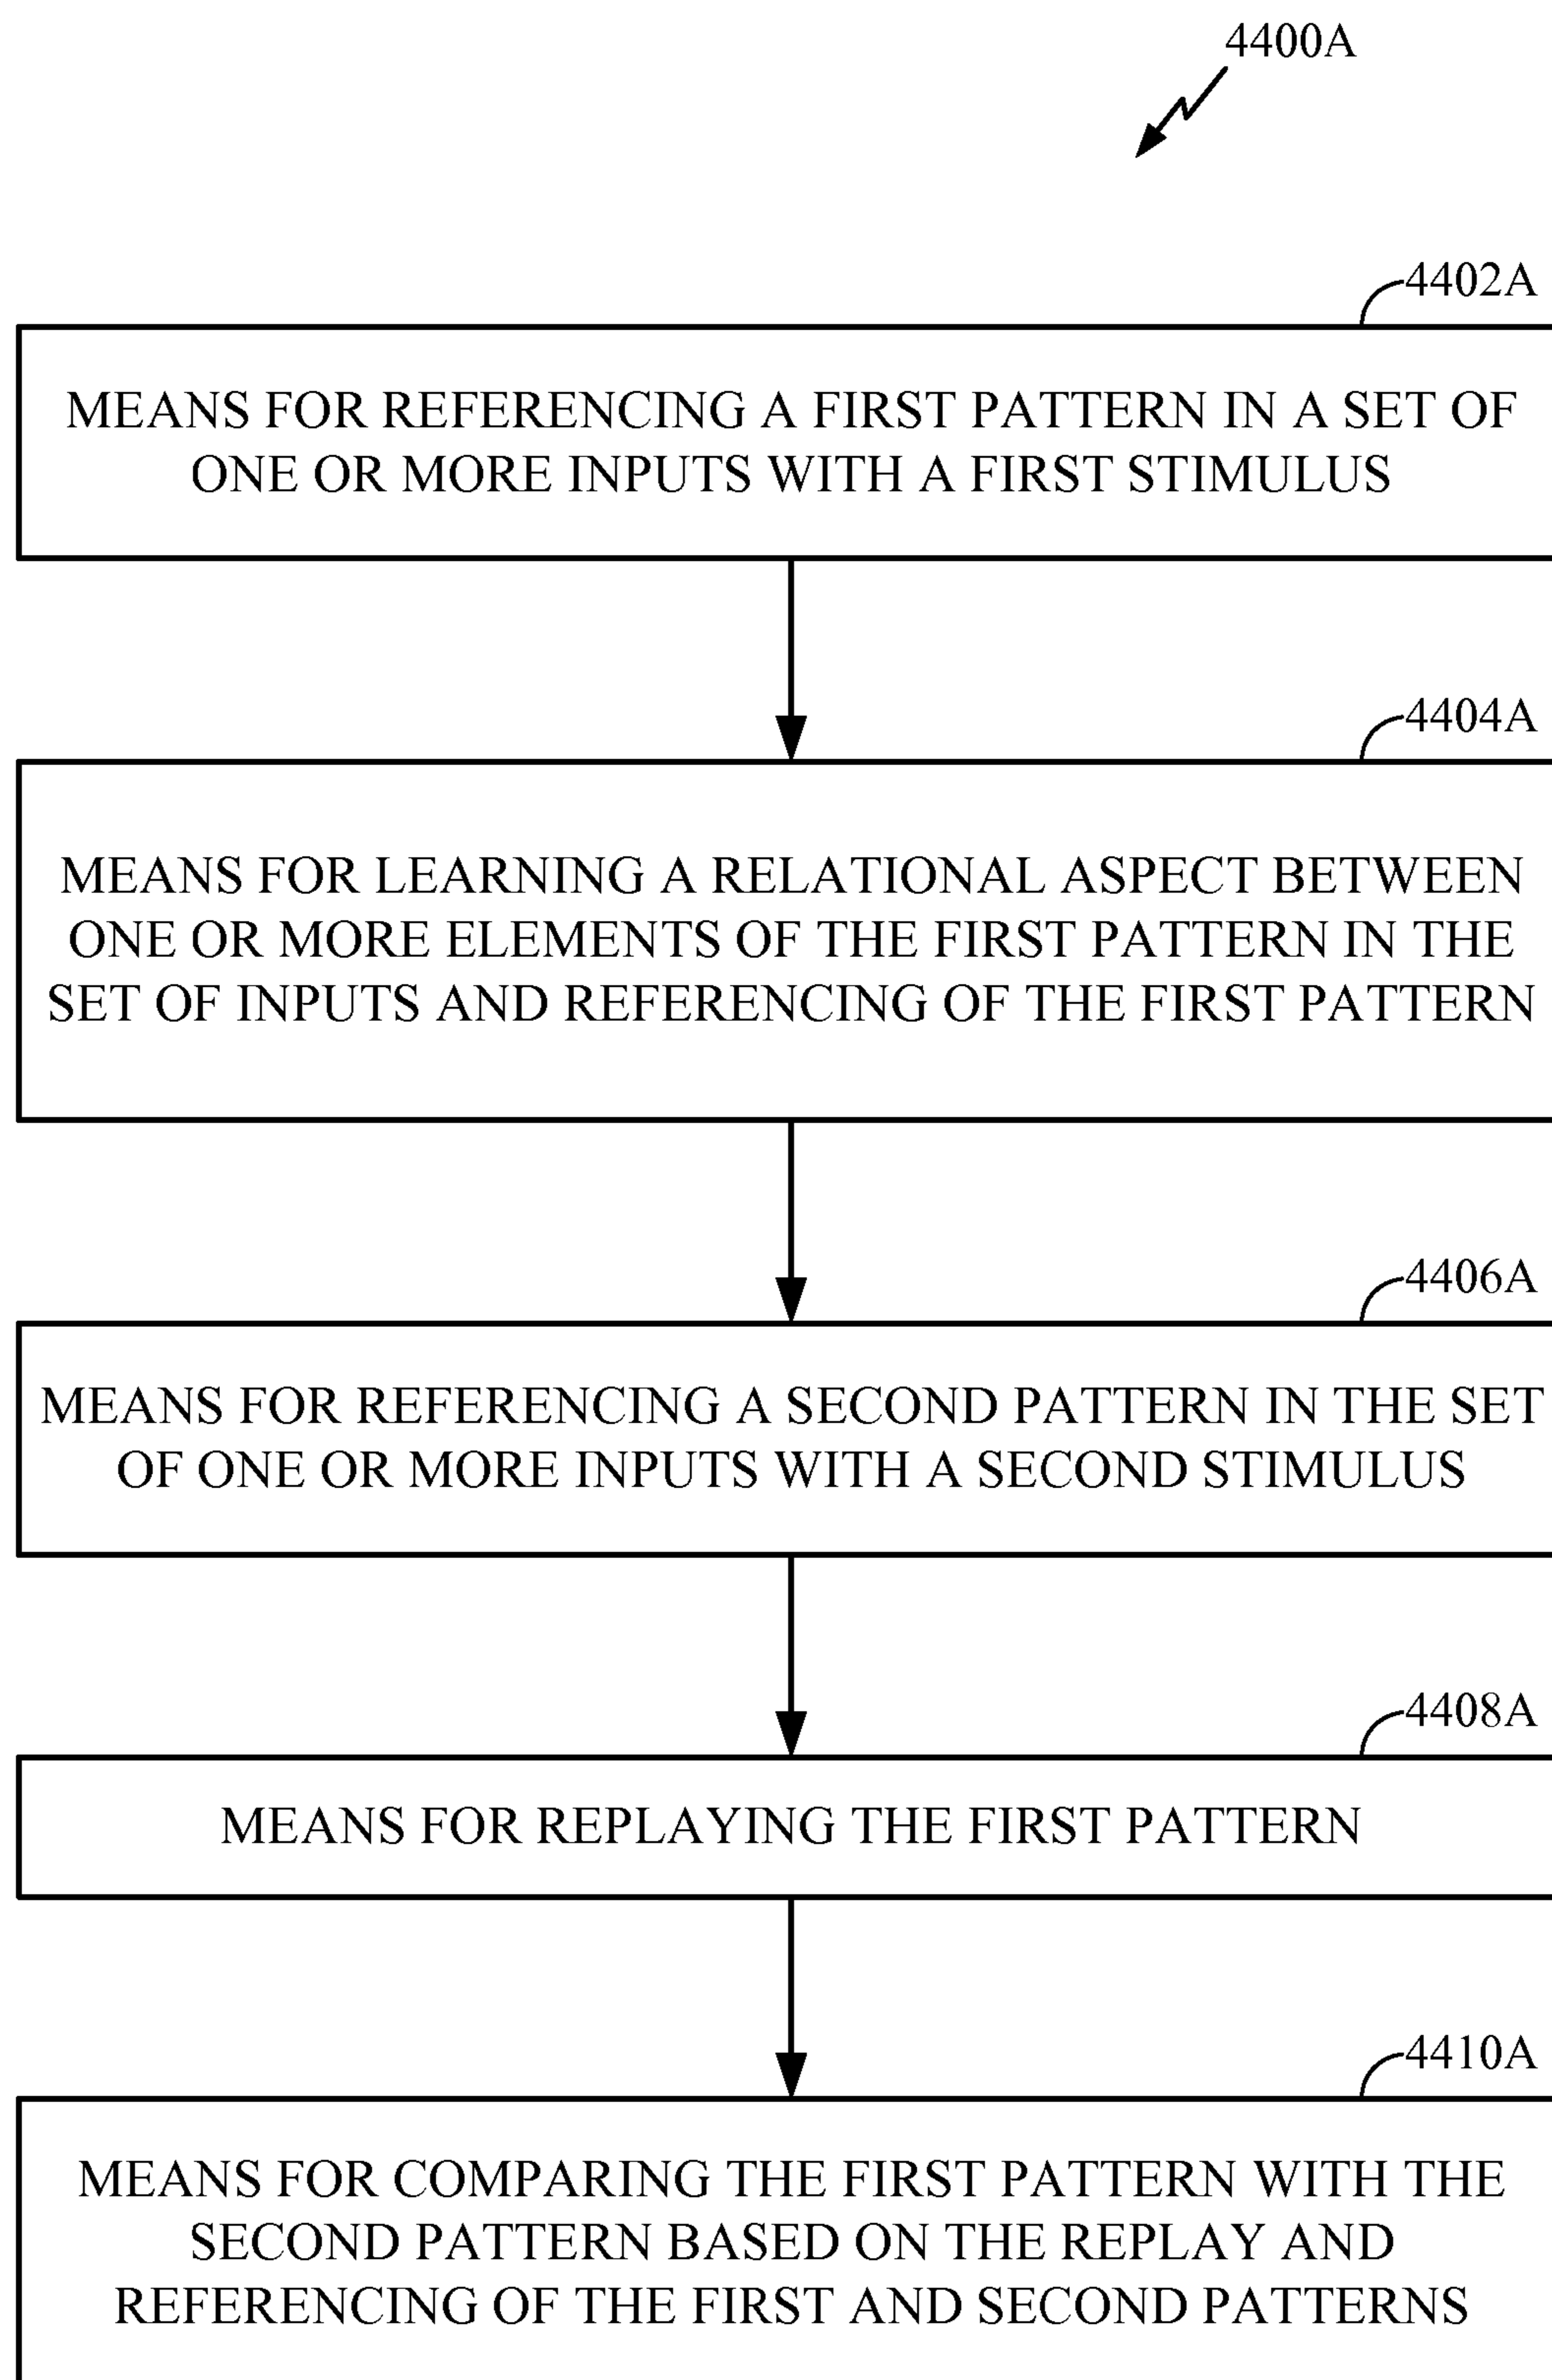 4400A
4402A
MEANS FOR REFERENCING A FIRST PATTERN IN A SET OF
ONE OR MORE INPUTS WITH A FIRST STIMULUS
4404A
MEANS FOR LEARNING A RELATIONAL ASPECT BETWEEN
ONE OR MORE ELEMENTS OF THE FIRST PATTERN IN THE
SET OF INPUTS AND REFERENCING OF THE FIRST PATTERN
4406A
MEANS FOR REFERENCING A SECOND PATTERN IN THE SET
OF ONE OR MORE INPUTS WITH A SECOND STIMULUS
4408A
MEANS FOR REPLAYING THE FIRST PATTERN
4410A
MEANS FOR COMPARING THE FIRST PATTERN WITH THE
SECOND PATTERN BASED ON THE REPLAY AND
REFERENCING OF THE FIRST AND SECOND PATTERNS